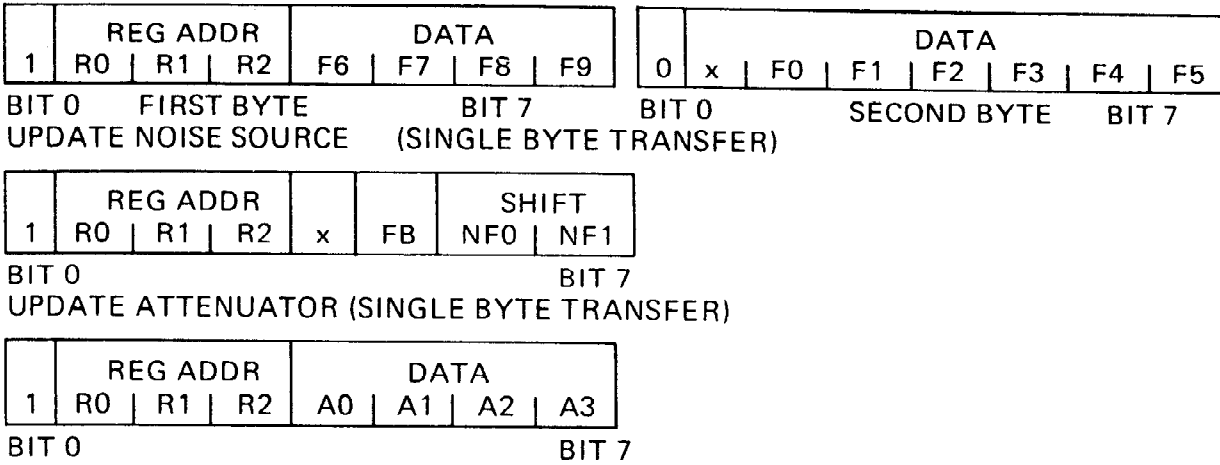 REG ADDR DATA DATA
1 R0 R1 R2 F6 F7 F8 F9 0 x F0 F1 F2 F3 F4 F5
BIT 0 FIRST BYTE BIT 7 BIT 0 SECOND BYTE BIT 7
UPDATE NOISE SOURCE (SINGLE BYTE TRANSFER)
REG ADDR SHIFT
1 R0 R1 R2 x FB NF0 NF1
BIT 0 BIT 7
UPDATE ATTENUATOR (SINGLE BYTE TRANSFER)
REG ADDR DATA
1 R0 R1 R2 A0 A1 A2 A3
BIT 0 BIT 7